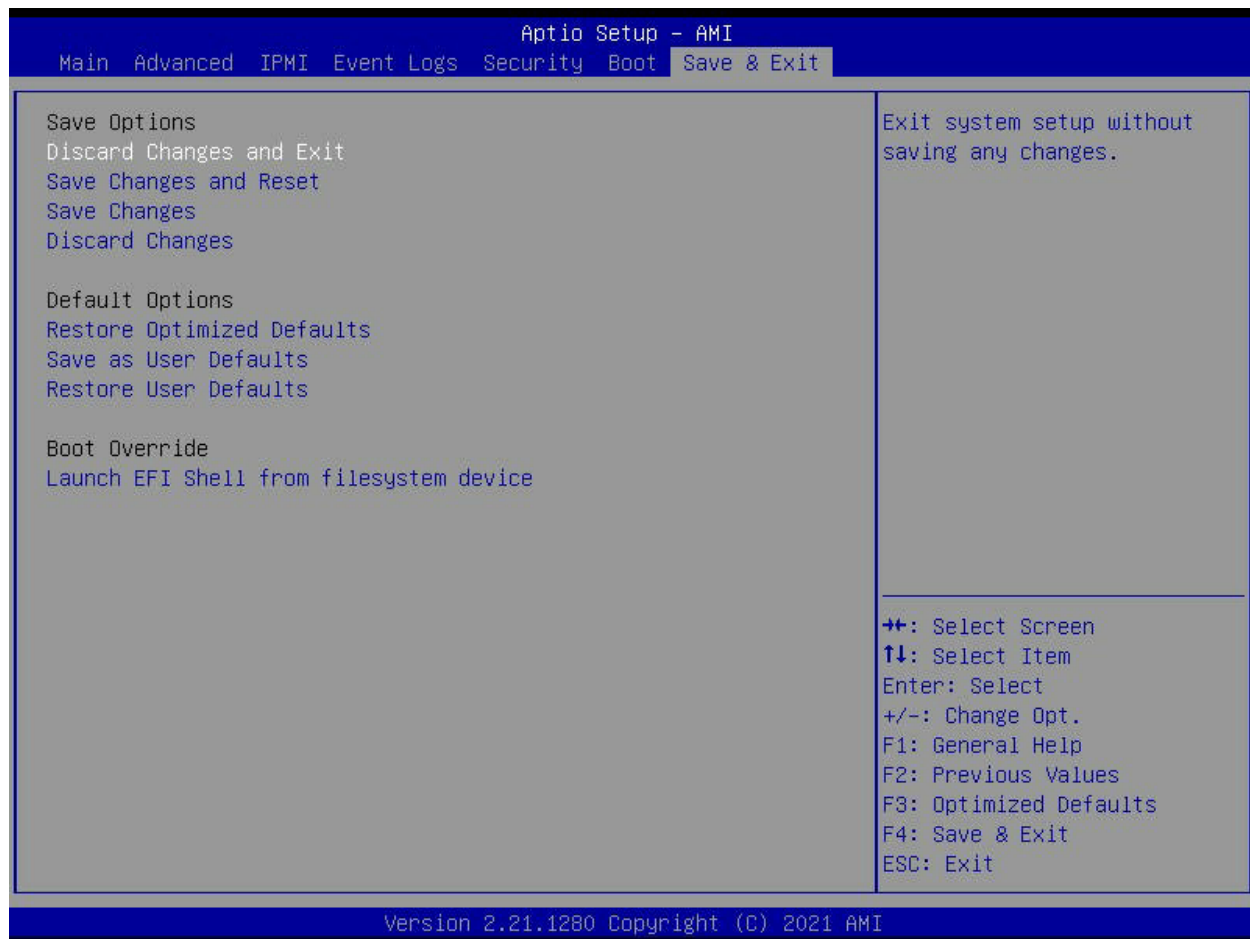 Aptio Setup – AMI
Main Advanced IPMI Event Logs Security Boot Save & Exit
Save Options
Discard Changes and Exit
Save Changes and Reset
Save Changes
Discard Changes
Default Options
Restore Optimized Defaults
Save as User Defaults
Restore User Defaults
Boot Override
Launch EFI Shell from filesystem device
Exit system setup without
saving any changes.
→←: Select Screen
↑↓: Select Item
Enter: Select
+/-: Change Opt.
F1: General Help
F2: Previous Values
F3: Optimized Defaults
F4: Save & Exit
ESC: Exit
Version 2.21.1280 Copyright (C) 2021 AMI